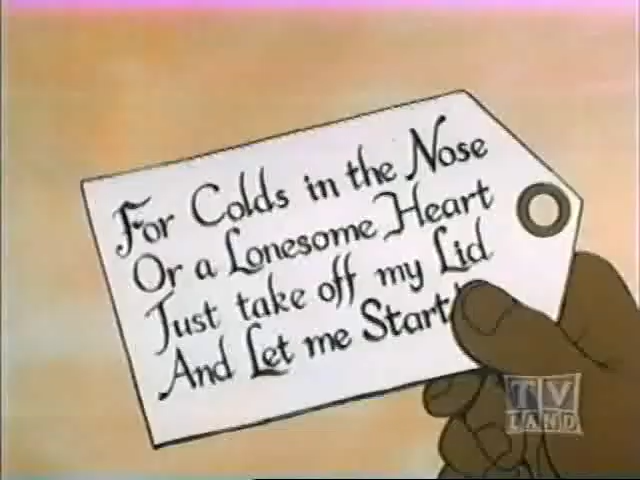 For Colds in the Nose
Or a Lonesome Heart
Just take off my Lid
And Let me Start!
TV
LAND